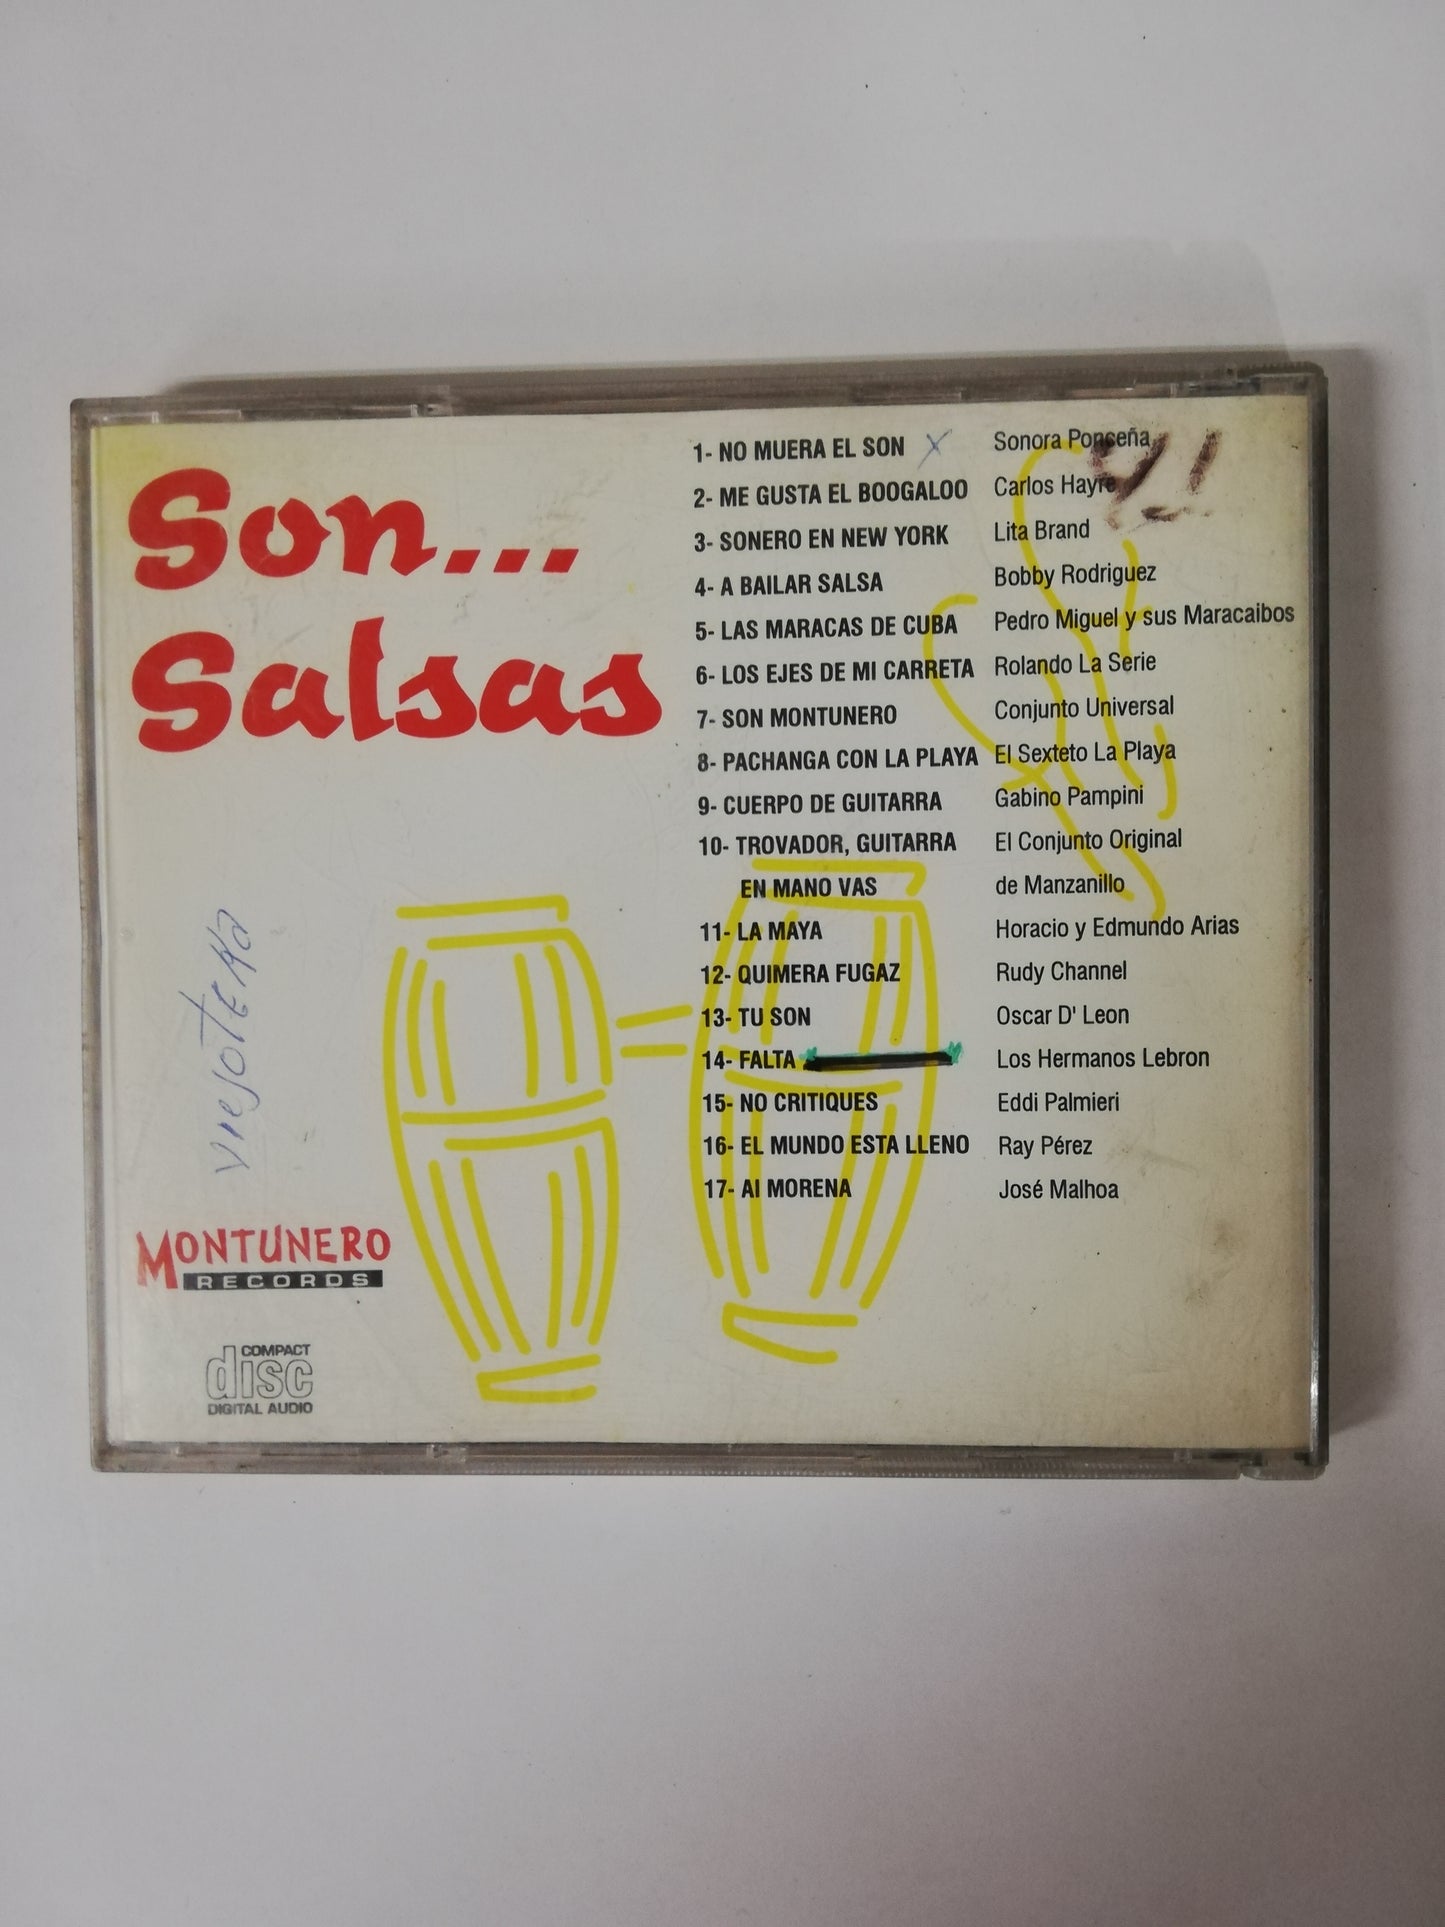 Son...
Salsas
1- NO MUERA EL SON X Sonora Ponseña
2- ME GUSTA EL BOOGALOO Carlos Hayre
3- SONERO EN NEW YORK Lita Brand
4- A BAILAR SALSA Bobby Rodriguez
5- LAS MARACAS DE CUBA Pedro Miguel y sus Maracaibos
6- LOS EJES DE MI CARRETA Rolando La Serie
7- SON MONTUNERO Conjunto Universal
8- PACHANGA CON LA PLAYA El Sexteto La Playa
9- CUERPO DE GUITARRA Gabino Pampini
10- TROVADOR, GUITARRA El Conjunto Original
EN MANO VAS de Manzanillo
11- LA MAYA Horacio y Edmundo Arias
12- QUIMERA FUGAZ Rudy Channel
13- TU SON Oscar D' Leon
14- FALTA Los Hermanos Lebron
15- NO CRITIQUES Eddi Palmieri
16- EL MUNDO ESTA LLENO Ray Pérez
17- AI MORENA José Malhoa
MONTUNERO
RECORDS
COMPACT
disc
DIGITAL AUDIO